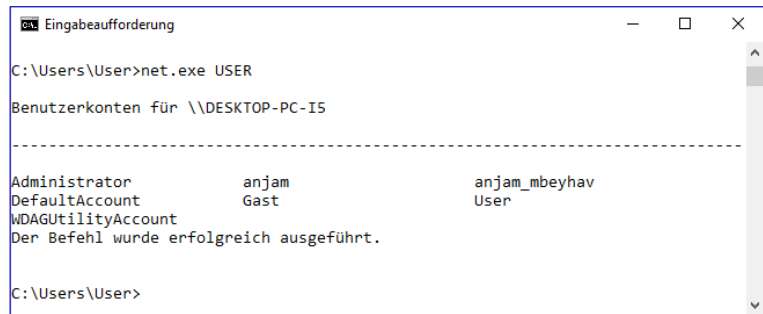 Eingabeaufforderung
C:\Users\User>net.exe USER
Benutzerkonten für \\DESKTOP-PC-I5
-------------------------------------------------------------------------------
Administrator            anjam                    anjam_mbeyhav
DefaultAccount           Gast                     User
WDAGUtilityAccount
Der Befehl wurde erfolgreich ausgeführt.
C:\Users\User>